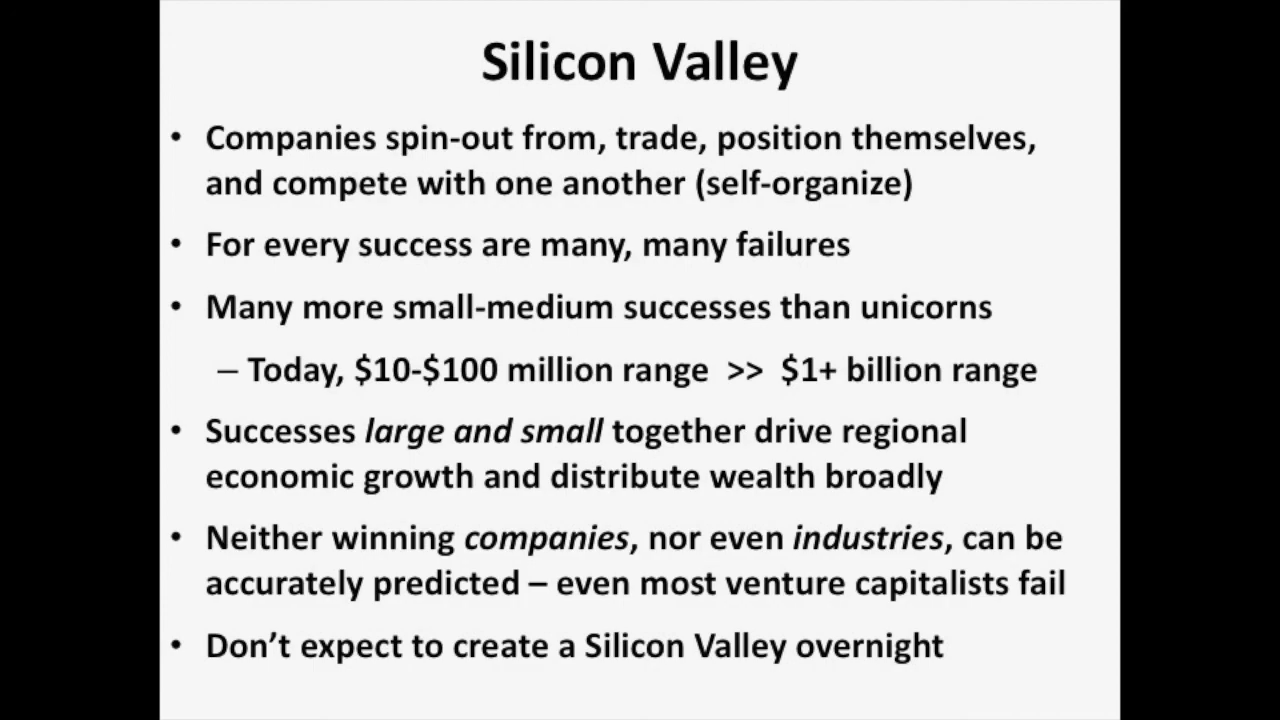 Silicon Valley
• Companies spin-out from, trade, position themselves,
and compete with one another (self-organize)
• For every success are many, many failures
• Many more small-medium successes than unicorns
– Today, $10-$100 million range >> $1+ billion range
• Successes large and small together drive regional
economic growth and distribute wealth broadly
• Neither winning companies, nor even industries, can be
accurately predicted – even most venture capitalists fail
• Don’t expect to create a Silicon Valley overnight